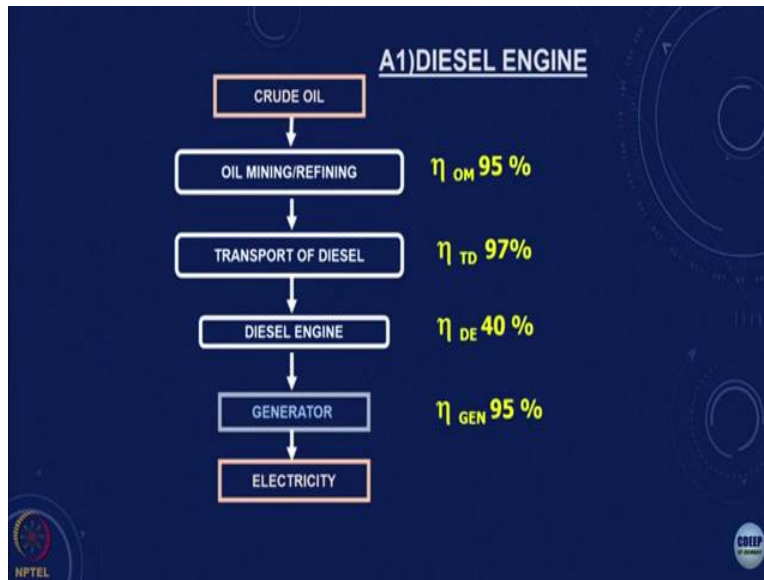 A1)DIESEL ENGINE
CRUDE OIL
OIL MINING/REFINING
η OM 95 %
TRANSPORT OF DIESEL
η TD 97%
DIESEL ENGINE
η DE 40 %
GENERATOR
η GEN 95 %
ELECTRICITY
NPTEL
CDEEP